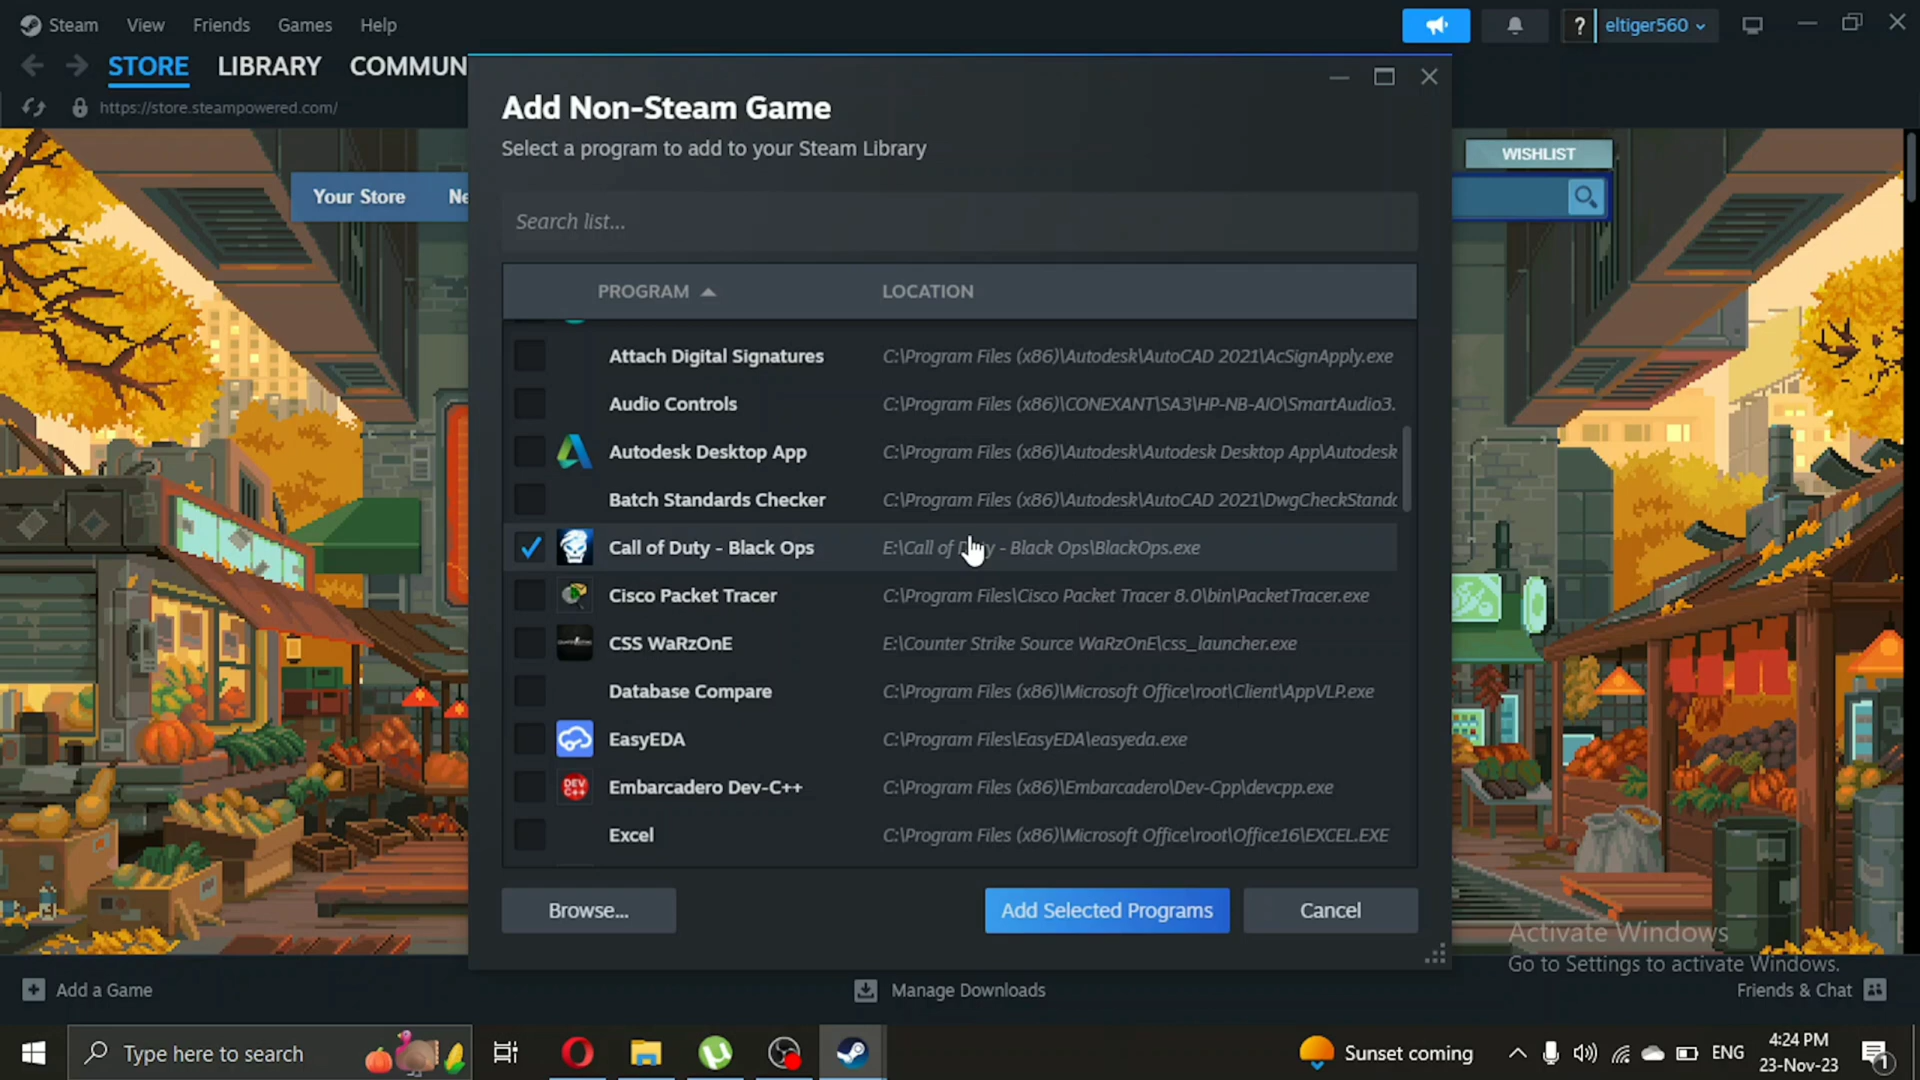 Steam View Friends Games Help
? eltiger560
STORE LIBRARY COMMUN
https://store.steampowered.com/
Add Non-Steam Game
Select a program to add to your Steam Library
WISHLIST
Your Store Ne
Search list...
PROGRAM LOCATION
Attach Digital Signatures C:\Program Files (x86)\Autodesk\AutoCAD 2021\AcSignApply.exe
Audio Controls C:\Program Files (x86)\CONEXANT\SA3\HP-NB-AIO\SmartAudio3.
Autodesk Desktop App C:\Program Files (x86)\Autodesk\Autodesk Desktop App\Autodesk
Batch Standards Checker C:\Program Files (x86)\Autodesk\AutoCAD 2021\DwgCheckStand
Call of Duty - Black Ops E:\Call of Duty - Black Ops\BlackOps.exe
Cisco Packet Tracer C:\Program Files\Cisco Packet Tracer 8.0\bin\PacketTracer.exe
CSS WaRzOnE E:\Counter Strike Source WaRzOnE\css_launcher.exe
Database Compare C:\Program Files (x86)\Microsoft Office\root\Client\AppVLP.exe
EasyEDA C:\Program Files\EasyEDA\easyeda.exe
DEV C++ Embarcadero Dev-C++ C:\Program Files (x86)\Embarcadero\Dev-Cpp\devcpp.exe
Excel C:\Program Files (x86)\Microsoft Office\root\Office16\EXCEL.EXE
Browse... Add Selected Programs Cancel
Activate Windows
Go to Settings to activate Windows.
Add a Game Manage Downloads Friends & Chat
Type here to search Sunset coming ENG 4:24 PM
23-Nov-23 1